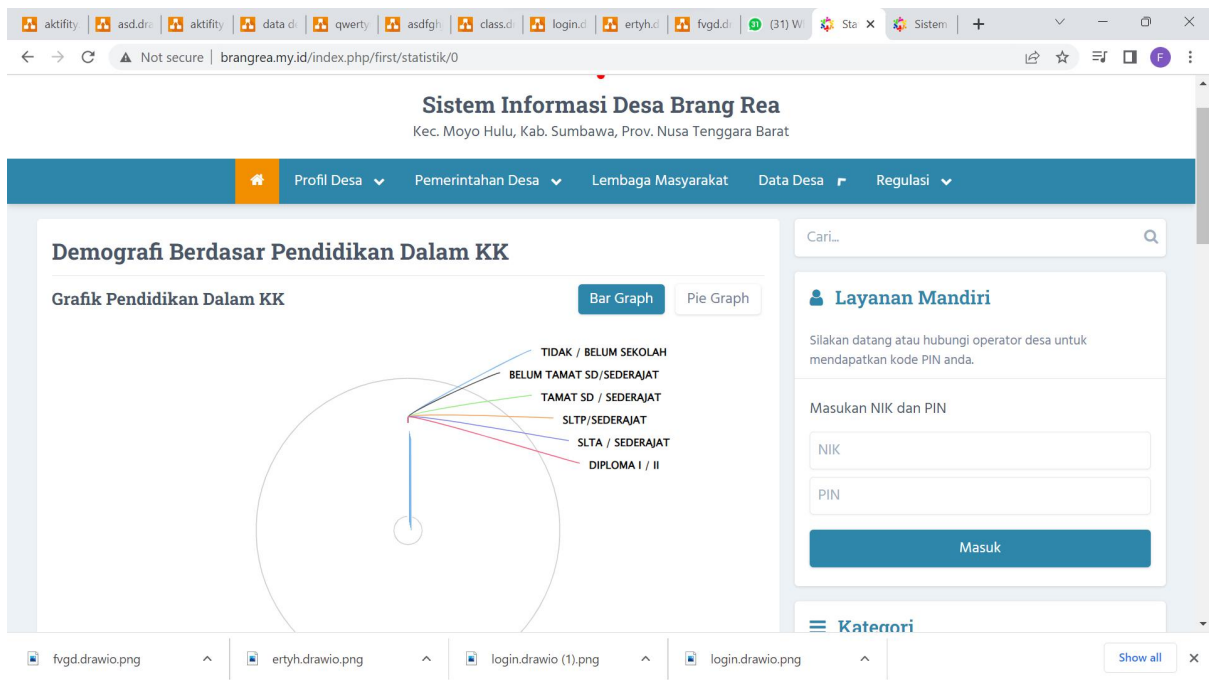 aktifity.
asd.dra
aktifity
data de
qwerty
asdfgh
class.d
login.d
ertyh.d
fvgd.dr
(31) W
Sta
Sistem
Not secure | brangrea.my.id/index.php/first/statistik/0
F
Sistem Informasi Desa Brang Rea
Kec. Moyo Hulu, Kab. Sumbawa, Prov. Nusa Tenggara Barat
Profil Desa
Pemerintahan Desa
Lembaga Masyarakat
Data Desa
Regulasi
Demografi Berdasar Pendidikan Dalam KK
Grafik Pendidikan Dalam KK
Bar Graph
Pie Graph
TIDAK / BELUM SEKOLAH
BELUM TAMAT SD/SEDERAJAT
TAMAT SD / SEDERAJAT
SLTP/SEDERAJAT
SLTA / SEDERAJAT
DIPLOMA I / II
Cari...
Layanan Mandiri
Silakan datang atau hubungi operator desa untuk
mendapatkan kode PIN anda.
Masukan NIK dan PIN
NIK
PIN
Masuk
Kategori
fvgd.drawio.png
ertyh.drawio.png
login.drawio (1).png
login.drawio.png
Show all